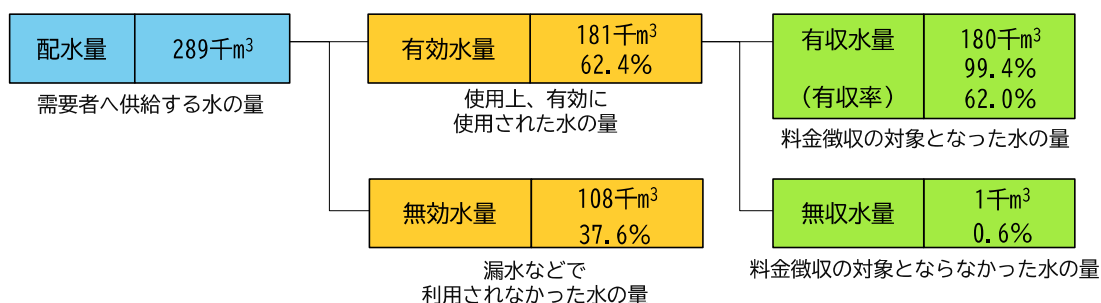 配水量 289千m³
需要者へ供給する水の量
有効水量 181千m³
62.4%
使用上、有効に
使用された水の量
無効水量 108千m³
37.6%
漏水などで
利用されなかった水の量
有収水量 180千m³
99.4%
(有収率) 62.0%
料金徴収の対象となった水の量
無収水量 1千m³
0.6%
料金徴収の対象とならなかった水の量